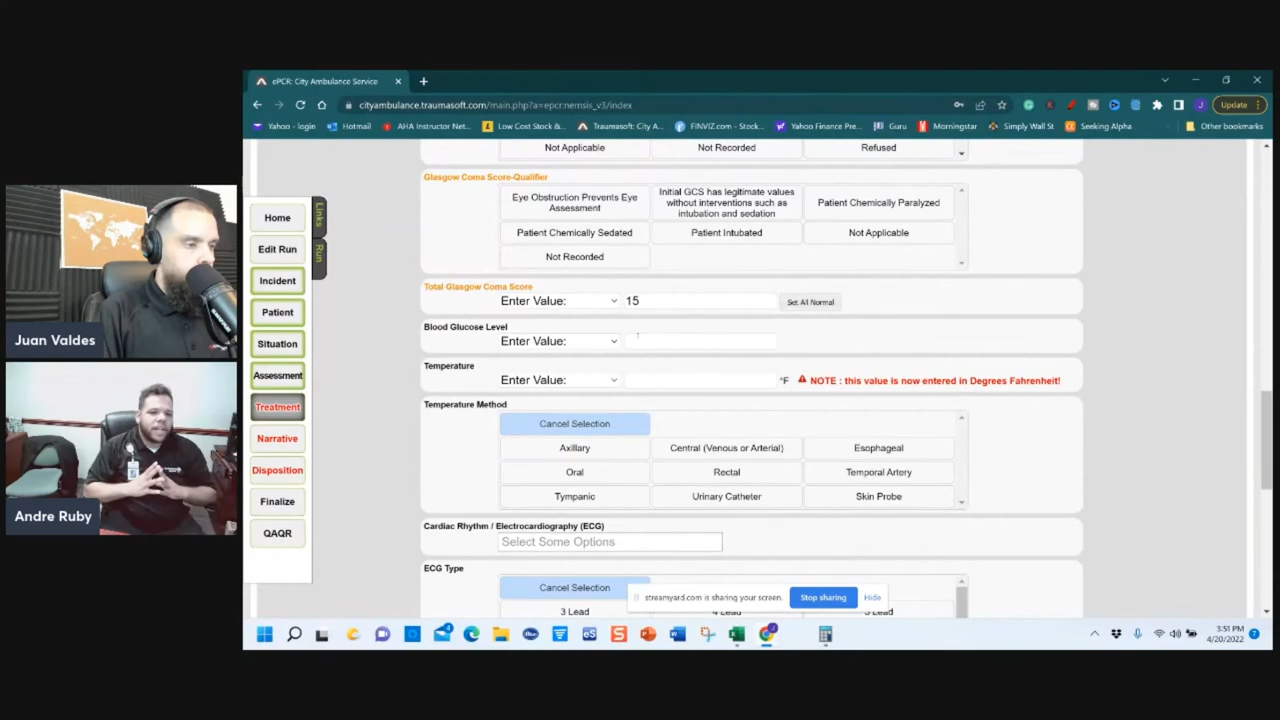 ePCR: City Ambulance Service
cityambulance.traumasoft.com/main.php?a=epcr:nemsis_v3/index
Update
Yahoo - login
Hotmail
AHA Instructor Net...
Low Cost Stock &...
Traumasoft: City A...
FINVIZ.com - Stock...
Yahoo Finance Pre...
Guru
Morningstar
Simply Wall St
Seeking Alpha
Other bookmarks
Not Applicable
Not Recorded
Refused
Glasgow Coma Score-Qualifier
Eye Obstruction Prevents Eye
Assessment
Initial GCS has legitimate values
without interventions such as
intubation and sedation
Patient Chemically Paralyzed
Patient Chemically Sedated
Patient Intubated
Not Applicable
Not Recorded
Home
Edit Run
Incident
Patient
Situation
Assessment
Treatment
Narrative
Disposition
Finalize
QAQR
Links
Run
Total Glasgow Coma Score
Enter Value:
15
Set All Normal
Blood Glucose Level
Enter Value:
Temperature
Enter Value:
°F
NOTE : this value is now entered in Degrees Fahrenheit!
Temperature Method
Cancel Selection
Axillary
Central (Venous or Arterial)
Esophageal
Oral
Rectal
Temporal Artery
Tympanic
Urinary Catheter
Skin Probe
Cardiac Rhythm / Electrocardiography (ECG)
Select Some Options
ECG Type
Cancel Selection
3 Lead
4 Lead
5 Lead
streamyard.com is sharing your screen.
Stop sharing
Hide
Juan Valdes
Andre Ruby
3:51 PM
4/20/2022